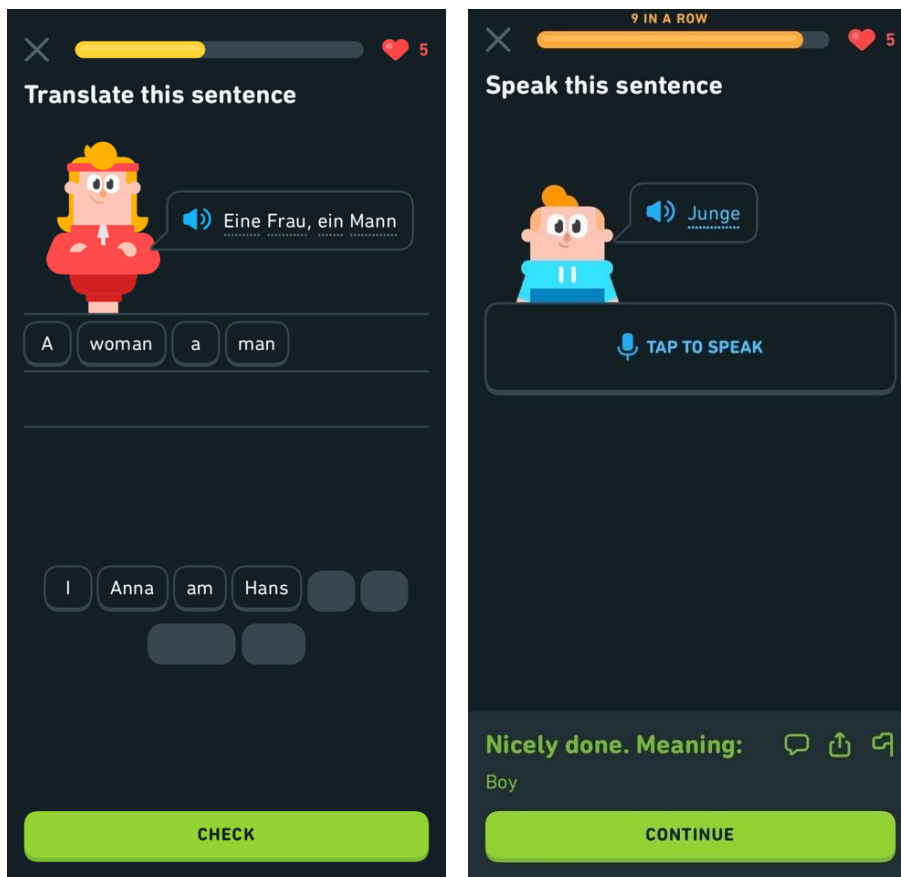 5
Translate this sentence
Eine Frau, ein Mann
A woman a man
I Anna am Hans
CHECK
9 IN A ROW
5
Speak this sentence
Junge
TAP TO SPEAK
Nicely done. Meaning:
Boy
CONTINUE